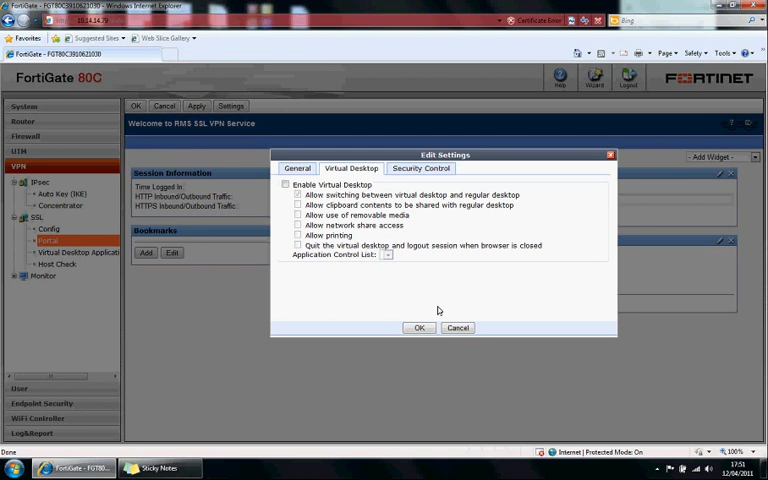 FortiGate - FGT80C3910621030 - Windows Internet Explorer
10.14.14.79
Certificate Error
Bing
Favorites
Suggested Sites
Web Slice Gallery
FortiGate - FGT80C3910621030
Page
Safety
Tools
FortiGate 80C
Help
Wizard
Logout
FORTINET
System
Router
Firewall
UTM
VPN
IPsec
Auto Key (IKE)
Concentrator
SSL
Config
Portal
Virtual Desktop Applicati
Host Check
Monitor
User
Endpoint Security
WiFi Controller
Log&Report
OK
Cancel
Apply
Settings
Welcome to RMS SSL VPN Service
- Add Widget -
Session Information
Time Logged In:
HTTP Inbound/Outbound Traffic:
HTTPS Inbound/Outbound Traffic:
Bookmarks
Add
Edit
Edit Settings
General
Virtual Desktop
Security Control
Enable Virtual Desktop
Allow switching between virtual desktop and regular desktop
Allow clipboard contents to be shared with regular desktop
Allow use of removable media
Allow network share access
Allow printing
Quit the virtual desktop and logout session when browser is closed
Application Control List:
OK
Cancel
Done
Internet | Protected Mode: On
100%
FortiGate - FGT80...
Sticky Notes
17:51
12/04/2011